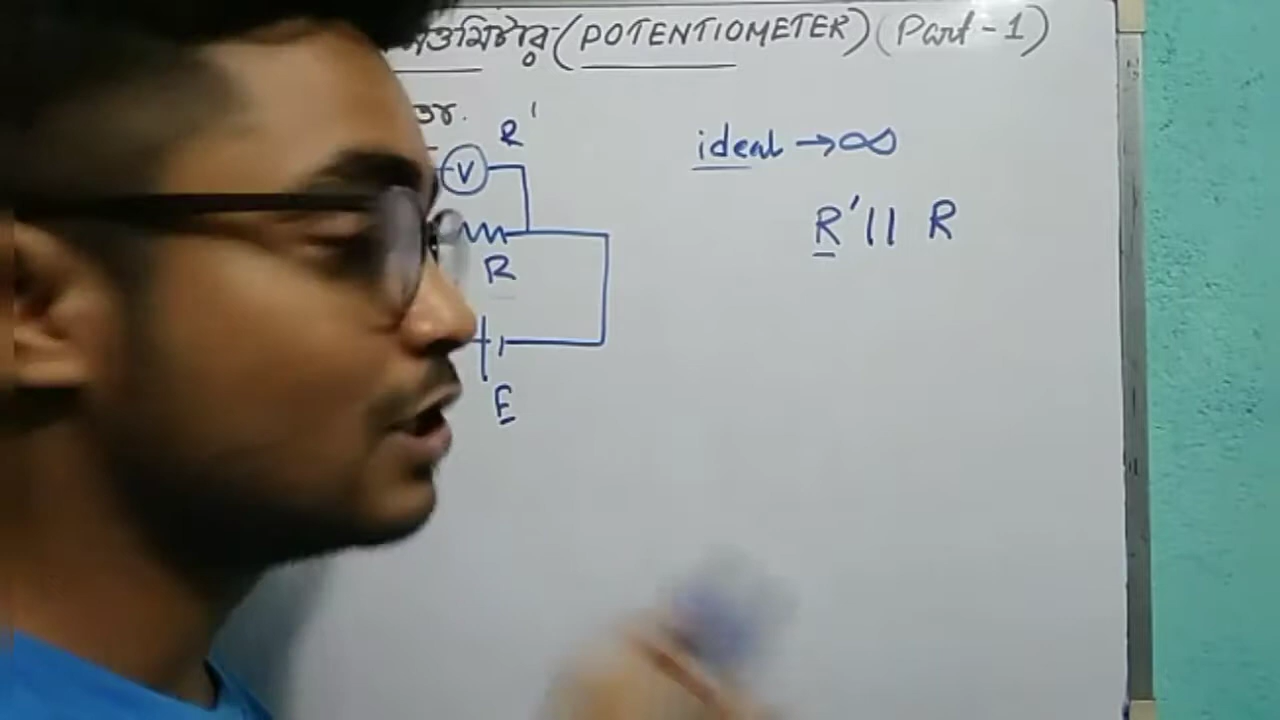 (POTENTIOMETER) (Part-1)
R'
V
R
E
ideal → ∞
R' || R